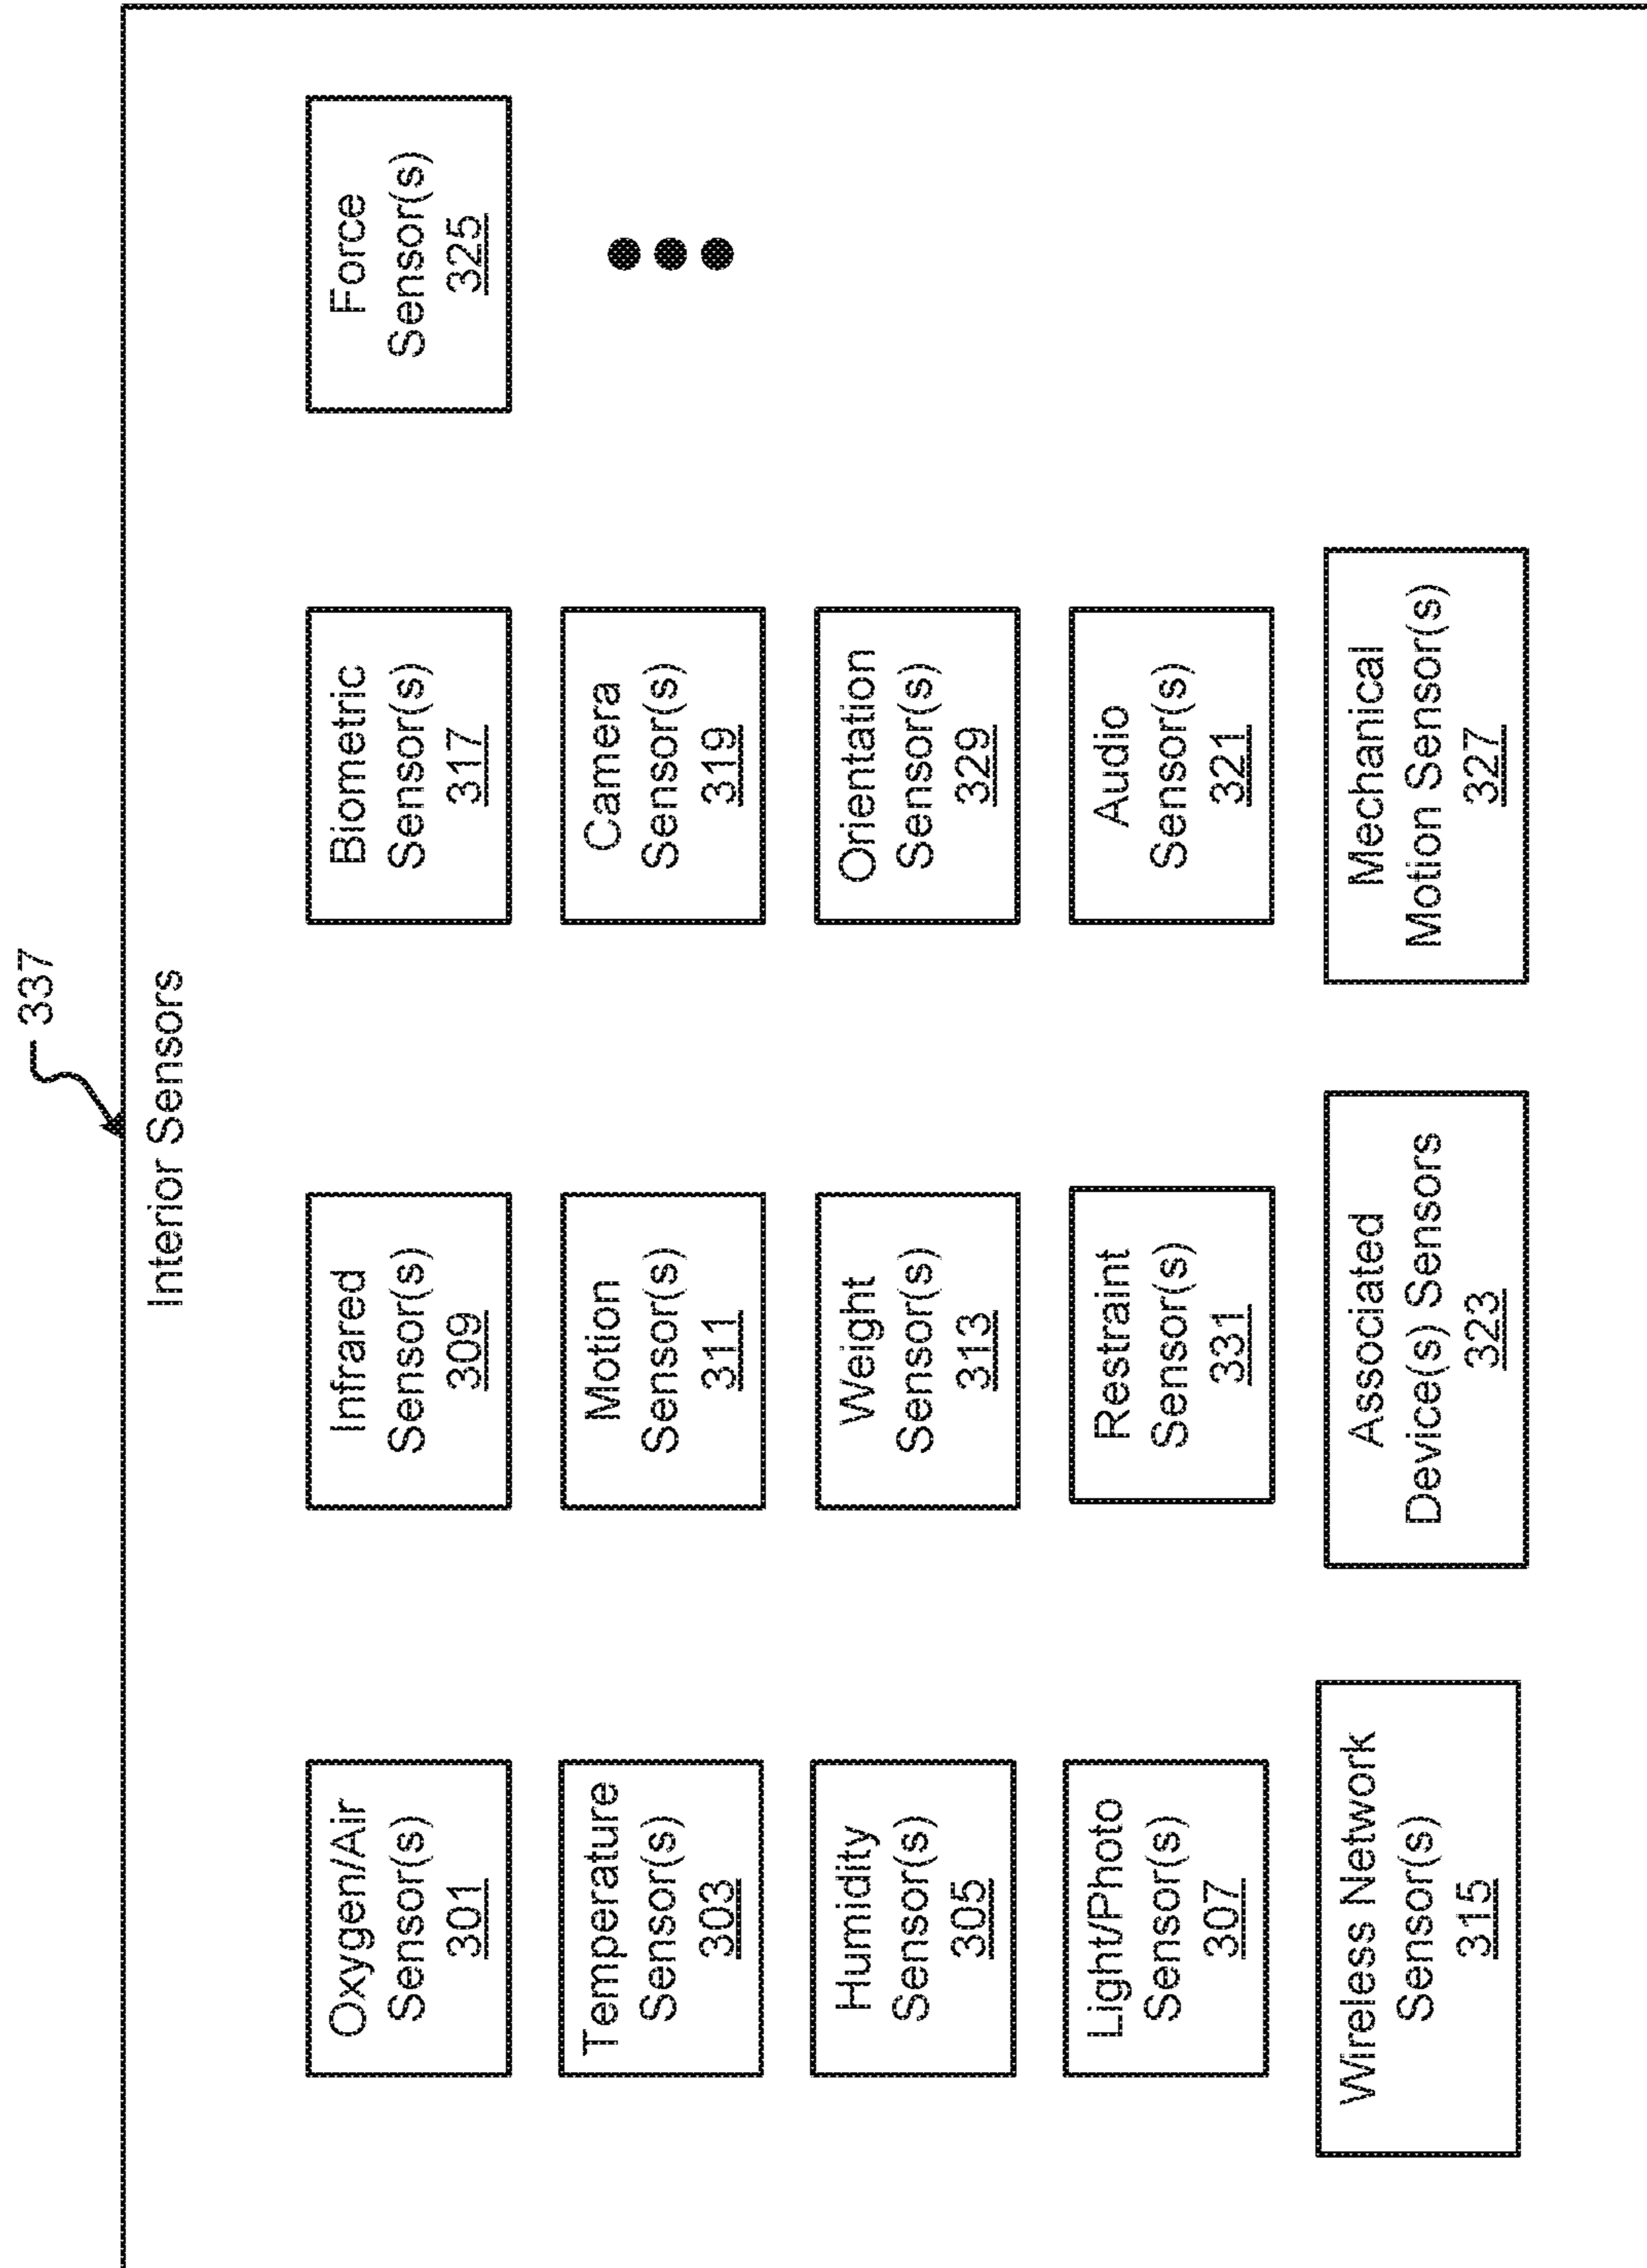 337
Interior Sensors
Oxygen/Air
Sensor(s)
301
Infrared
Sensor(s)
309
Biometric
Sensor(s)
317
Force
Sensor(s)
325
Temperature
Sensor(s)
303
Motion
Sensor(s)
311
Camera
Sensor(s)
319
Humidity
Sensor(s)
305
Weight
Sensor(s)
313
Orientation
Sensor(s)
329
Light/Photo
Sensor(s)
307
Restraint
Sensor(s)
331
Audio
Sensor(s)
321
Wireless Network
Sensor(s)
315
Associated
Device(s) Sensors
323
Mechanical
Motion Sensor(s)
327